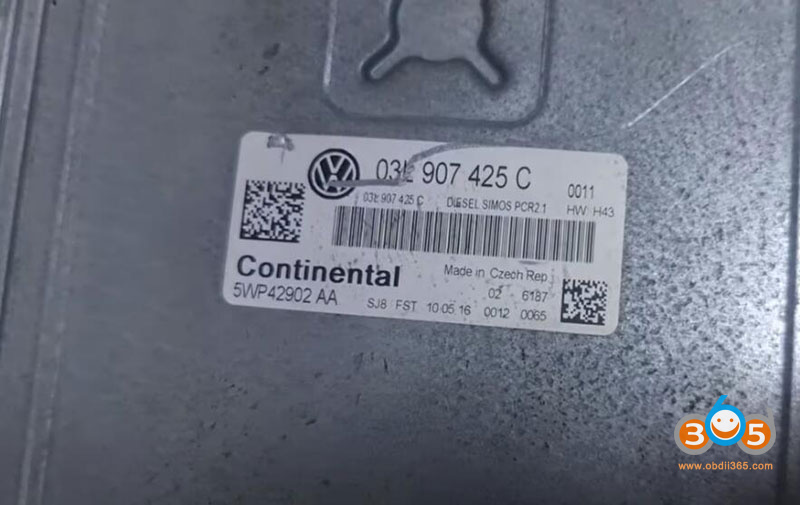 03L 907 425 C 0011
03L 907 425 C DIESEL SIMOS PCR2.1 HW H43
Continental Made in Czech Rep
5WP42902 AA 02 6187
SJ8 FST 10 05 16 0012 0065
365
www.obdii365.com